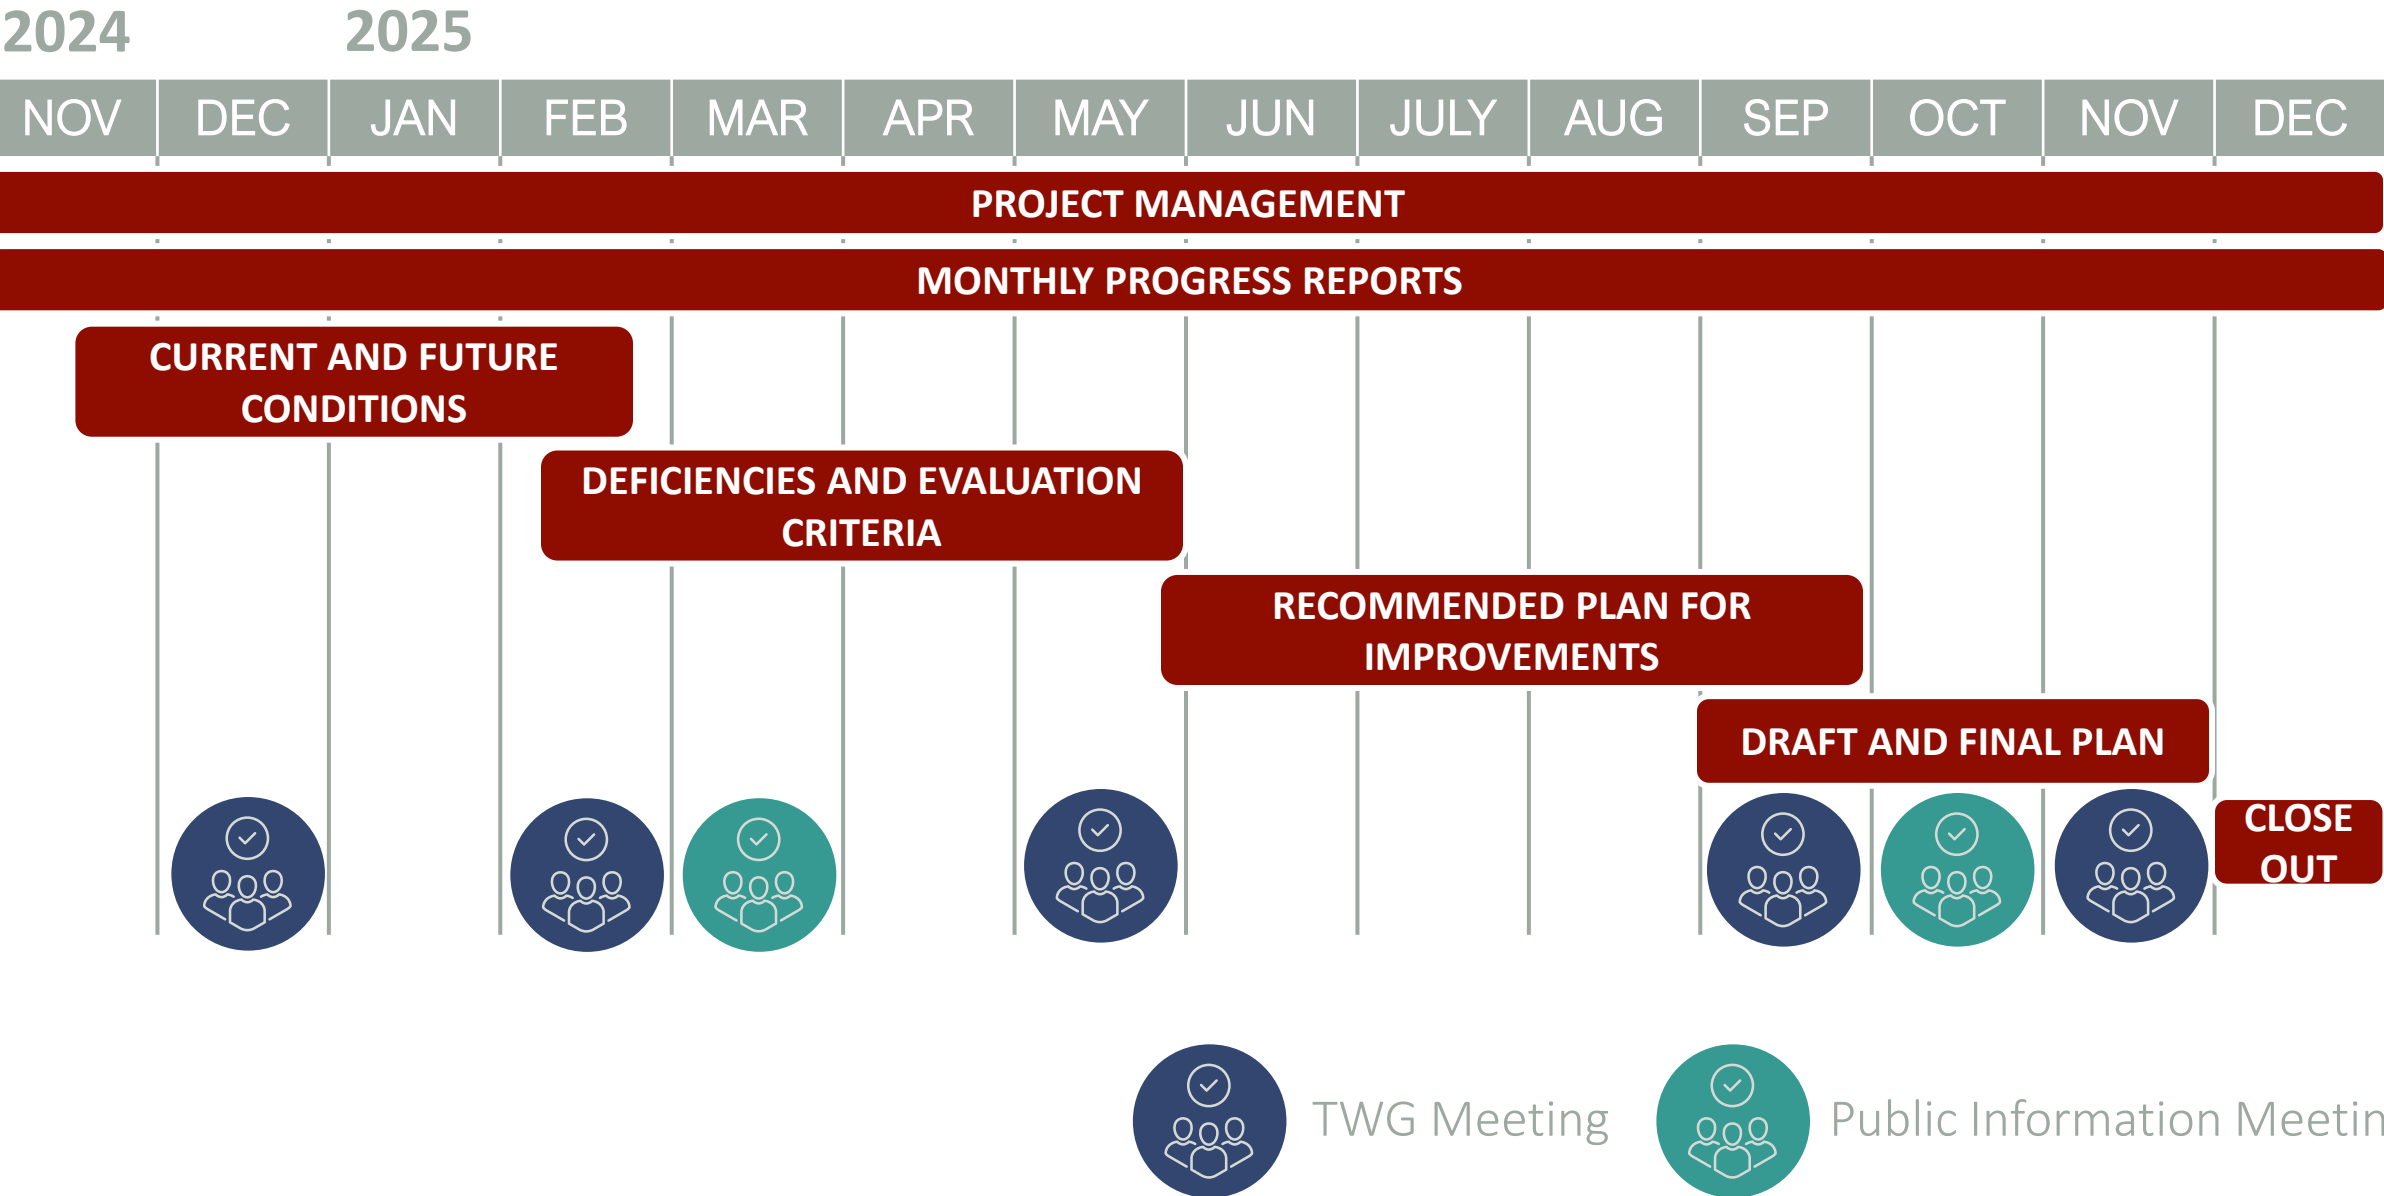 2024 2025
NOV DEC JAN FEB MAR APR MAY JUN JULY AUG SEP OCT NOV DEC
PROJECT MANAGEMENT
MONTHLY PROGRESS REPORTS
CURRENT AND FUTURE
CONDITIONS
DEFICIENCIES AND EVALUATION
CRITERIA
RECOMMENDED PLAN FOR
IMPROVEMENTS
DRAFT AND FINAL PLAN
CLOSE
OUT
TWG Meeting
Public Information Meetin